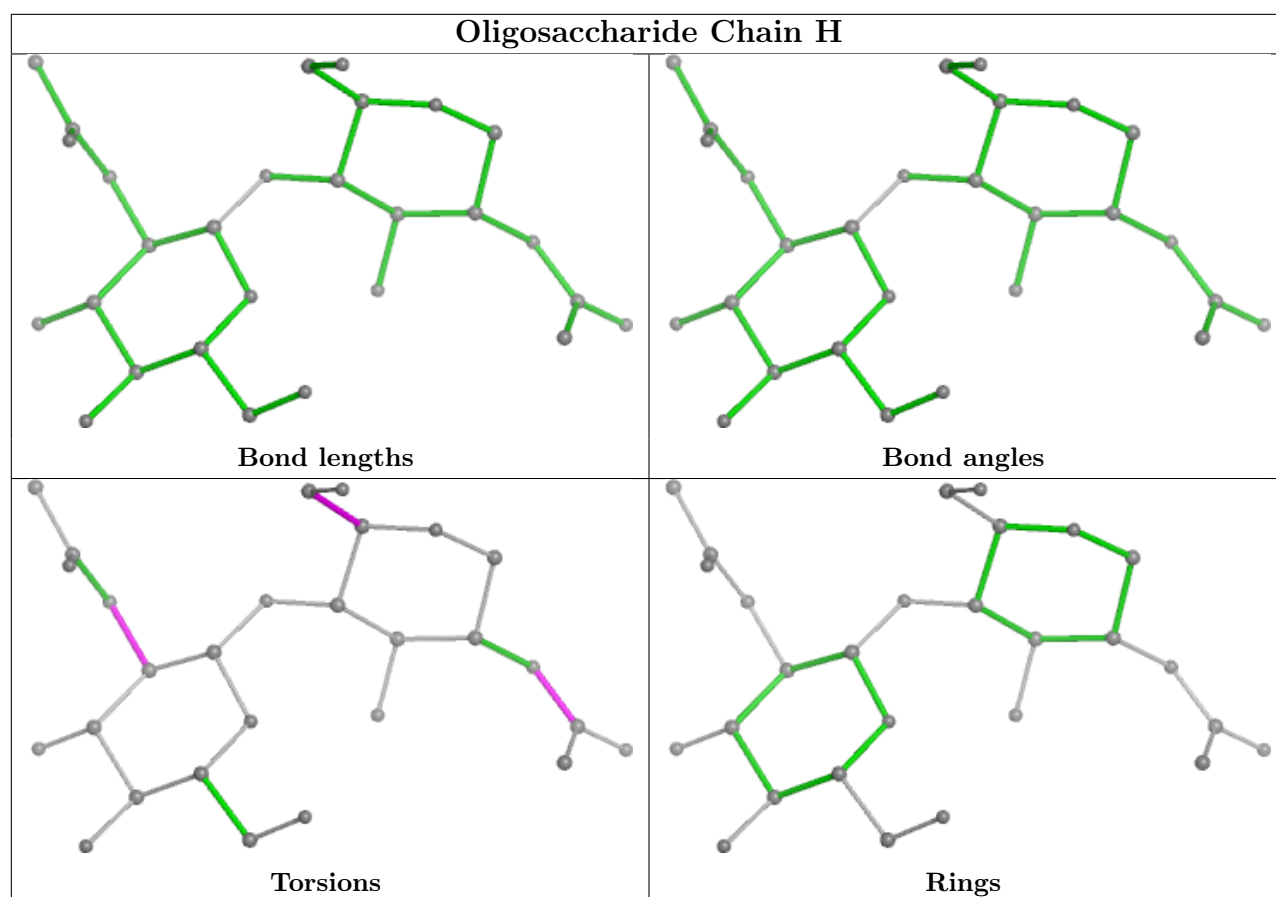 Oligosaccharide Chain H
Bond lengths
Bond angles
Torsions
Rings